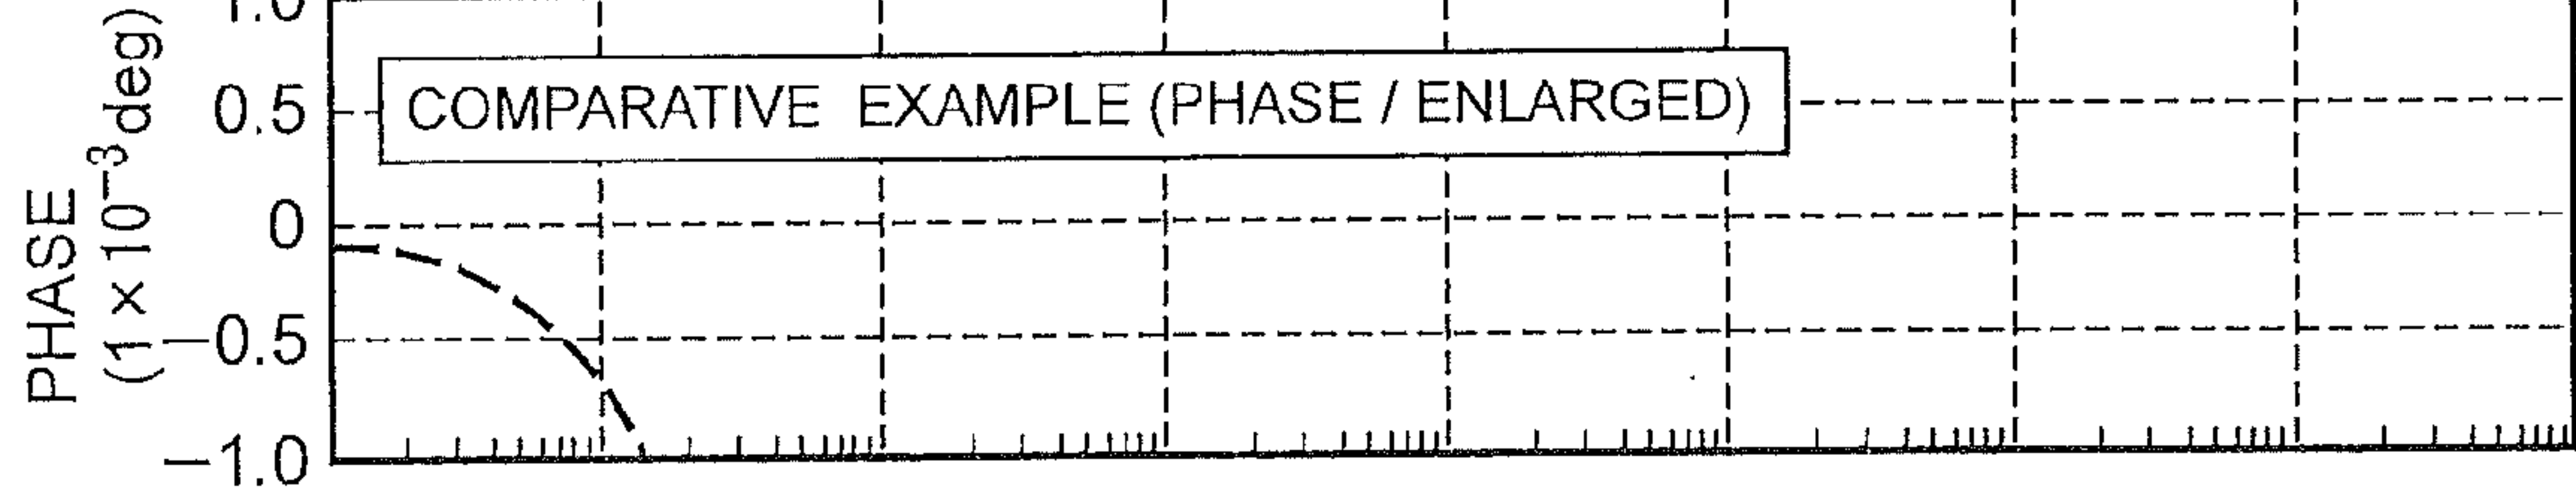 PHASE
(1 × 10⁻³deg)
1.0
0.5
0
−0.5
−1.0
COMPARATIVE EXAMPLE (PHASE / ENLARGED)